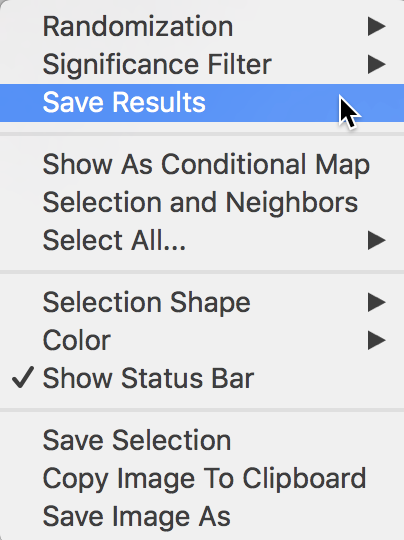 Randomization
Significance Filter
Save Results
Show As Conditional Map
Selection and Neighbors
Select All...
Selection Shape
Color
Show Status Bar
Save Selection
Copy Image To Clipboard
Save Image As